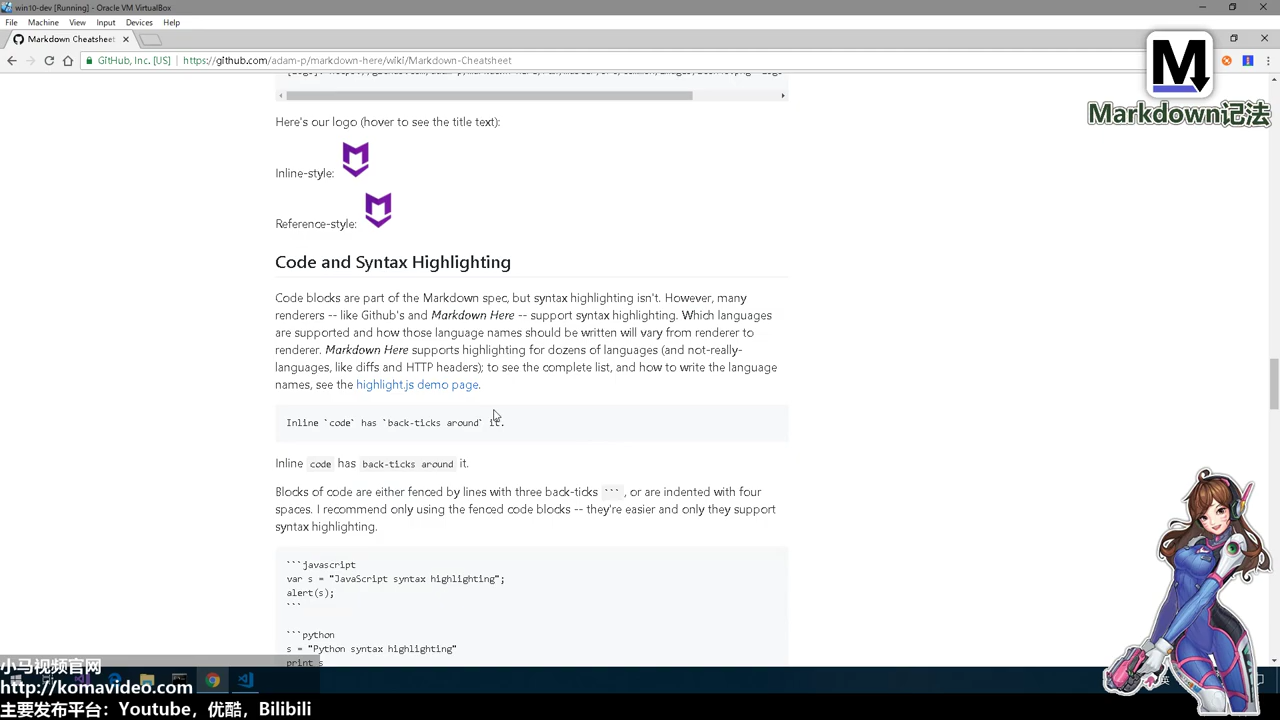 win10-dev [Running] - Oracle VM VirtualBox
File Machine View Input Devices Help
Markdown Cheatsheet
GitHub, Inc. [US] https://github.com/adam-p/markdown-here/wiki/Markdown-Cheatsheet
M
Markdown记法
Here's our logo (hover to see the title text):
Inline-style:
Reference-style:
Code and Syntax Highlighting
Code blocks are part of the Markdown spec, but syntax highlighting isn't. However, many
renderers -- like Github's and Markdown Here -- support syntax highlighting. Which languages
are supported and how those language names should be written will vary from renderer to
renderer. Markdown Here supports highlighting for dozens of languages (and not-really-
languages, like diffs and HTTP headers); to see the complete list, and how to write the language
names, see the highlight.js demo page.
Inline `code` has `back-ticks around` it.
Inline code has back-ticks around it.
Blocks of code are either fenced by lines with three back-ticks ```, or are indented with four
spaces. I recommend only using the fenced code blocks -- they're easier and only they support
syntax highlighting.
```javascript
var s = "JavaScript syntax highlighting";
alert(s);
```
```python
s = "Python syntax highlighting"
print s
小马视频官网
http://komavideo.com
主要发布平台：Youtube，优酷，Bilibili
英